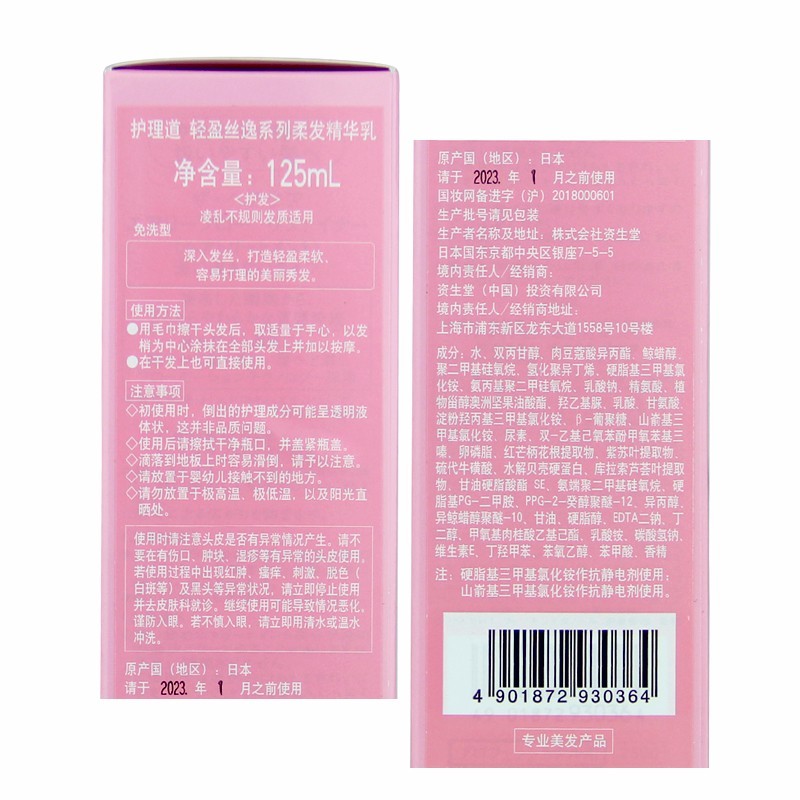 护理道 轻盈丝逸系列柔发精华乳
净含量：125mL
<护发>
凌乱不规则发质适用
免洗型
深入发丝、打造轻盈柔软、
容易打理的美丽秀发。
使用方法
●用毛巾擦干头发后，取适量于手心，以发
梢为中心涂抹在全部头发上并加以按摩。
●在干发上也可直接使用。
注意事项
◇初使用时，倒出的护理成分可能呈透明液
体状，这并非品质问题。
◇使用后请擦拭干净瓶口，并盖紧瓶盖。
◇滴落到地板上时容易滑倒，请予以注意。
◇请放置于婴幼儿接触不到的地方。
◇请勿放置于极高温、极低温，以及阳光直
晒处。
使用时请注意头皮是否有异常情况产生。请不
要在有伤口、肿块、湿疹等有异常的头皮使用。
若使用过程中出现红肿、瘙痒、刺激、脱色（
白斑等）及黑头等异常状况，请立即停止使用
并去皮肤科就诊。继续使用可能导致情况恶化。
谨防入眼。若不慎入眼，请立即用清水或温水
冲洗。
原产国（地区）：日本
请于 2023. 年 1 月之前使用
原产国（地区）：日本
请于 2023. 年 1 月之前使用
国妆网备进字（沪）2018000601
生产批号请见包装
生产者名称及地址：株式会社资生堂
日本国东京都中央区银座7-5-5
境内责任人/经销商：
资生堂（中国）投资有限公司
境内责任人/经销商地址：
上海市浦东新区龙东大道1558号10号楼
成分：水、双丙甘醇、肉豆蔻酸异丙酯、鲸蜡醇、
聚二甲基硅氧烷、氢化聚异丁烯、硬脂基三甲基氯
化铵、氨丙基聚二甲硅氧烷、乳酸钠、精氨酸、植
物甾醇澳洲坚果油酸酯、羟乙基脲、乳酸、甘氨酸、
淀粉羟丙基三甲基氯化铵、β-葡聚糖、山嵛基三
甲基氯化铵、尿素、双-乙基己氧苯酚甲氧苯基三
嗪、卵磷脂、红芒柄花根提取物、紫苏叶提取物、
硫代牛磺酸、水解贝壳硬蛋白、库拉索芦荟叶提取
物、甘油硬脂酸酯 SE、氨端聚二甲基硅氧烷、硬
脂基PG-二甲胺、PPG-2-癸醇聚醚-12、异丙醇、
异鲸蜡醇聚醚-10、甘油、硬脂醇、EDTA二钠、丁
二醇、甲氧基肉桂酸乙基己酯、乳酸铵、碳酸氢钠、
维生素E、丁羟甲苯、苯氧乙醇、苯甲酸、香精
注：硬脂基三甲基氯化铵作抗静电剂使用；
山嵛基三甲基氯化铵作抗静电剂使用。
4 901872 930364
专业美发产品